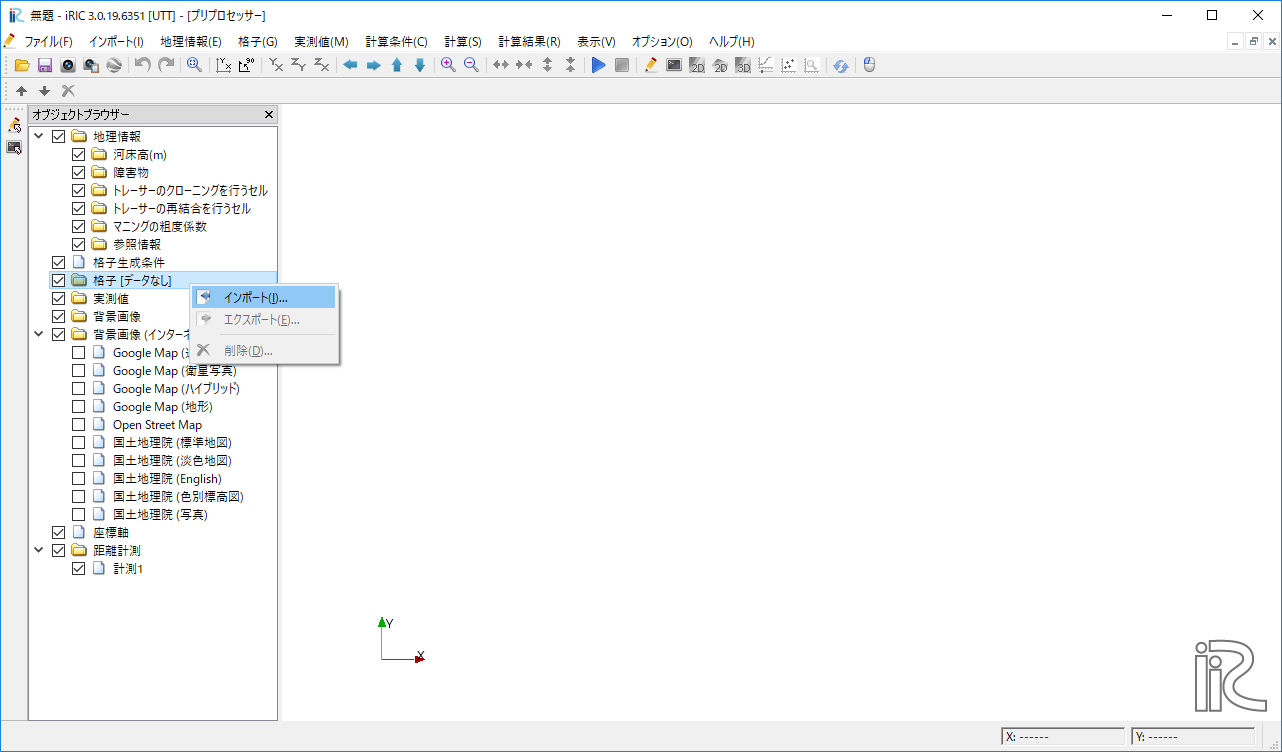 無題 - iRIC 3.0.19.6351 [UTT] - [プリプロセッサー]
ファイル(F) インポート(I) 地理情報(E) 格子(G) 実測値(M) 計算条件(C) 計算(S) 計算結果(R) 表示(V) オプション(O) ヘルプ(H)
オブジェクトブラウザー
地理情報
河床高(m)
障害物
トレーサーのクローニングを行うセル
トレーサーの再結合を行うセル
マニングの粗度係数
参照情報
格子生成条件
格子 [データなし]
インポート(I)...
実測値
背景画像
エクスポート(E)...
背景画像 (インターネ
Google Map (
削除(D)...
Google Map (衛星写真)
Google Map (ハイブリッド)
Google Map (地形)
Open Street Map
国土地理院 (標準地図)
国土地理院 (淡色地図)
国土地理院 (English)
国土地理院 (色別標高図)
国土地理院 (写真)
座標軸
距離計測
計測1
Y
X
iRIC
X: ------ Y: ------